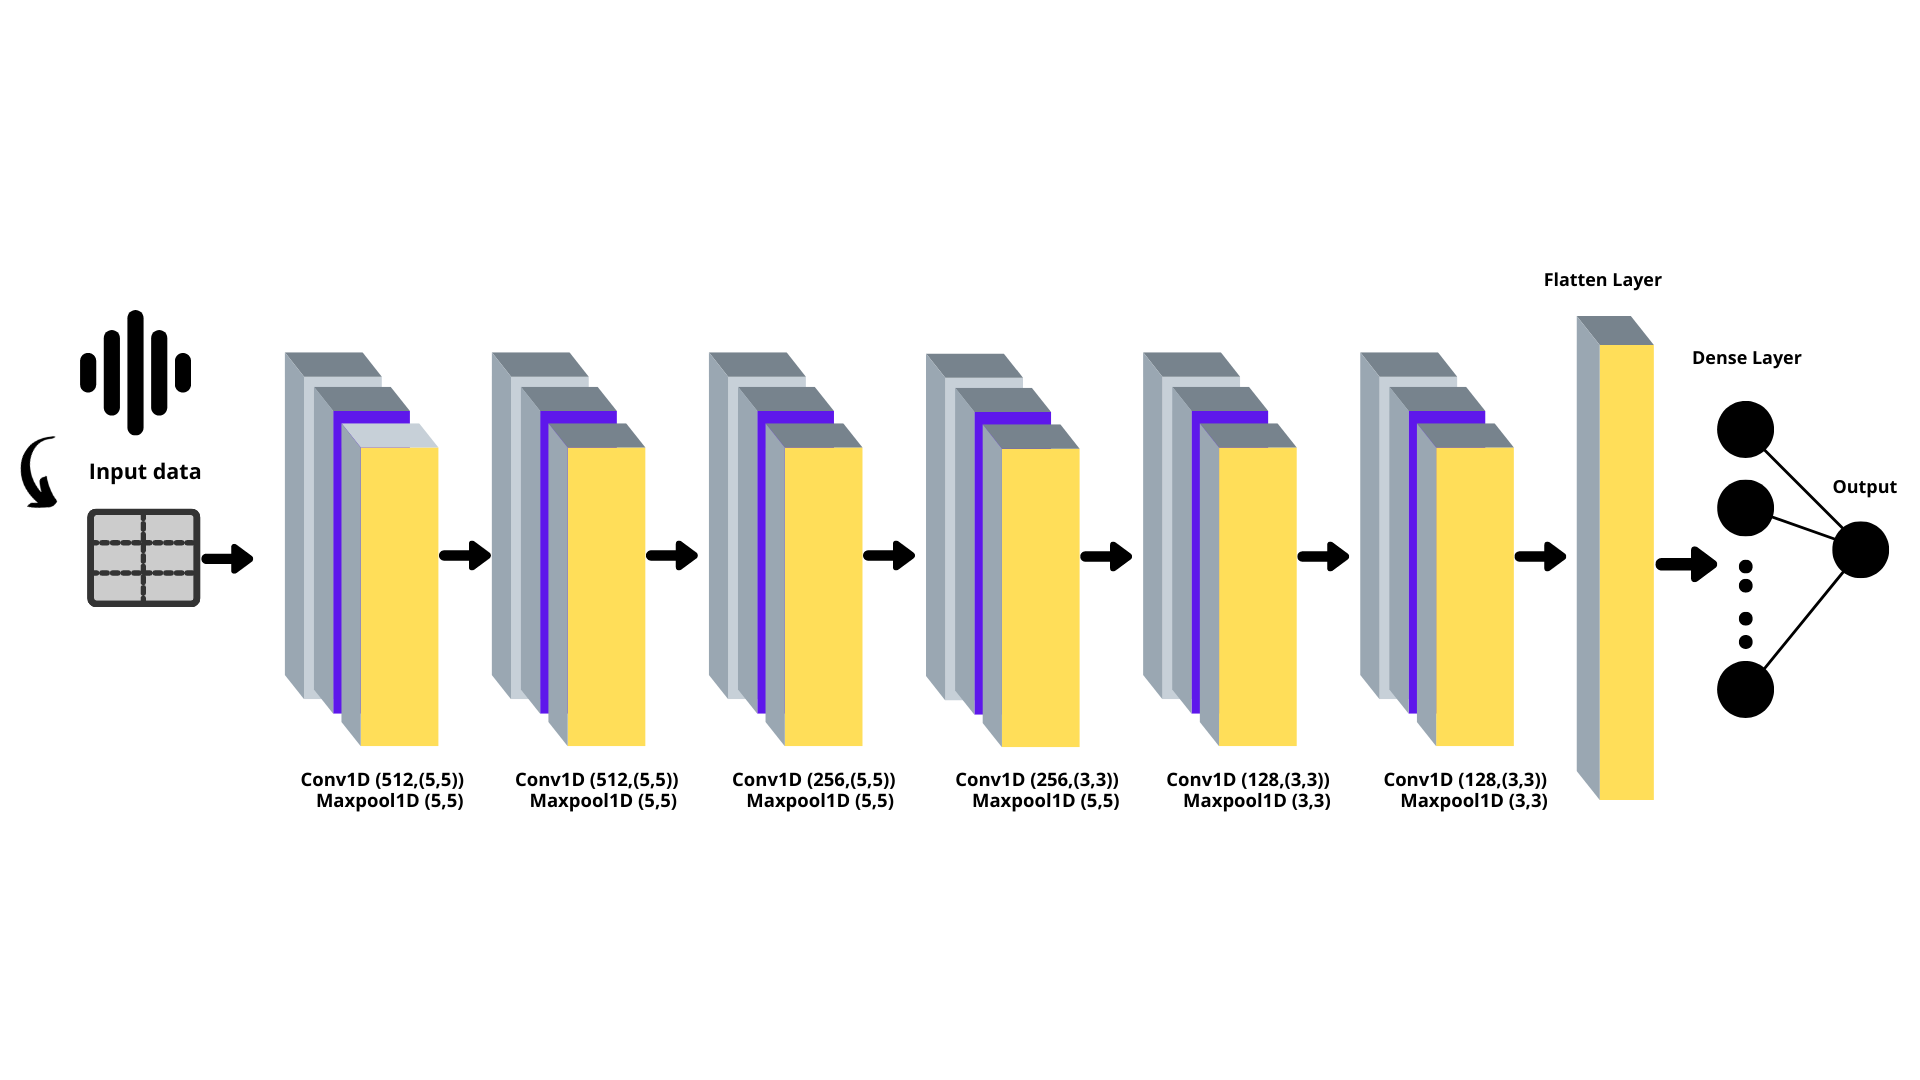 Flatten Layer
Dense Layer
Input data
Output
Conv1D (512,(5,5))
Maxpool1D (5,5)
Conv1D (512,(5,5))
Maxpool1D (5,5)
Conv1D (256,(5,5))
Maxpool1D (5,5)
Conv1D (256,(3,3))
Maxpool1D (5,5)
Conv1D (128,(3,3))
Maxpool1D (3,3)
Conv1D (128,(3,3))
Maxpool1D (3,3)